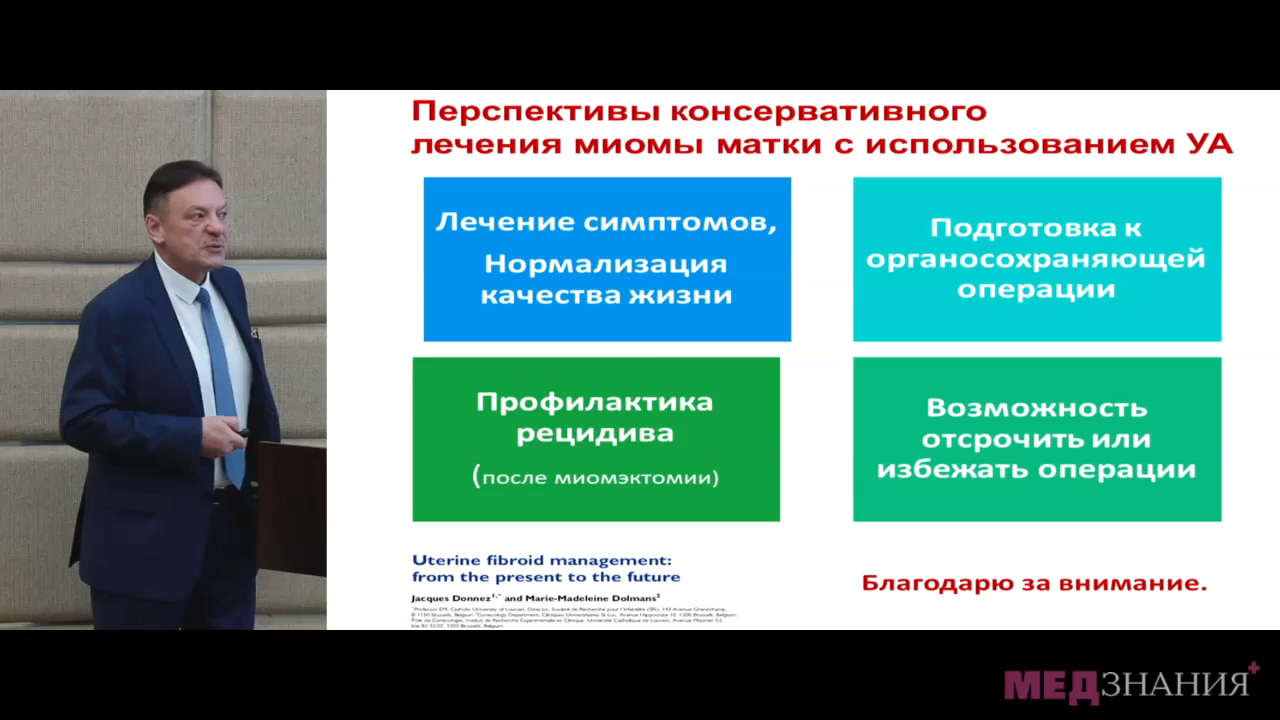 Перспективы консервативного
лечения миомы матки с использованием УА
Лечение симптомов,
Нормализация
качества жизни
Подготовка к
органосохраняющей
операции
Профилактика
рецидива
(после миомэктомии)
Возможность
отсрочить или
избежать операции
Uterine fibroid management:
from the present to the future
Jacques Donnez1,* and Marie-Madeleine Dolmans2
Благодарю за внимание.
МЕДЗНАНИЯ+